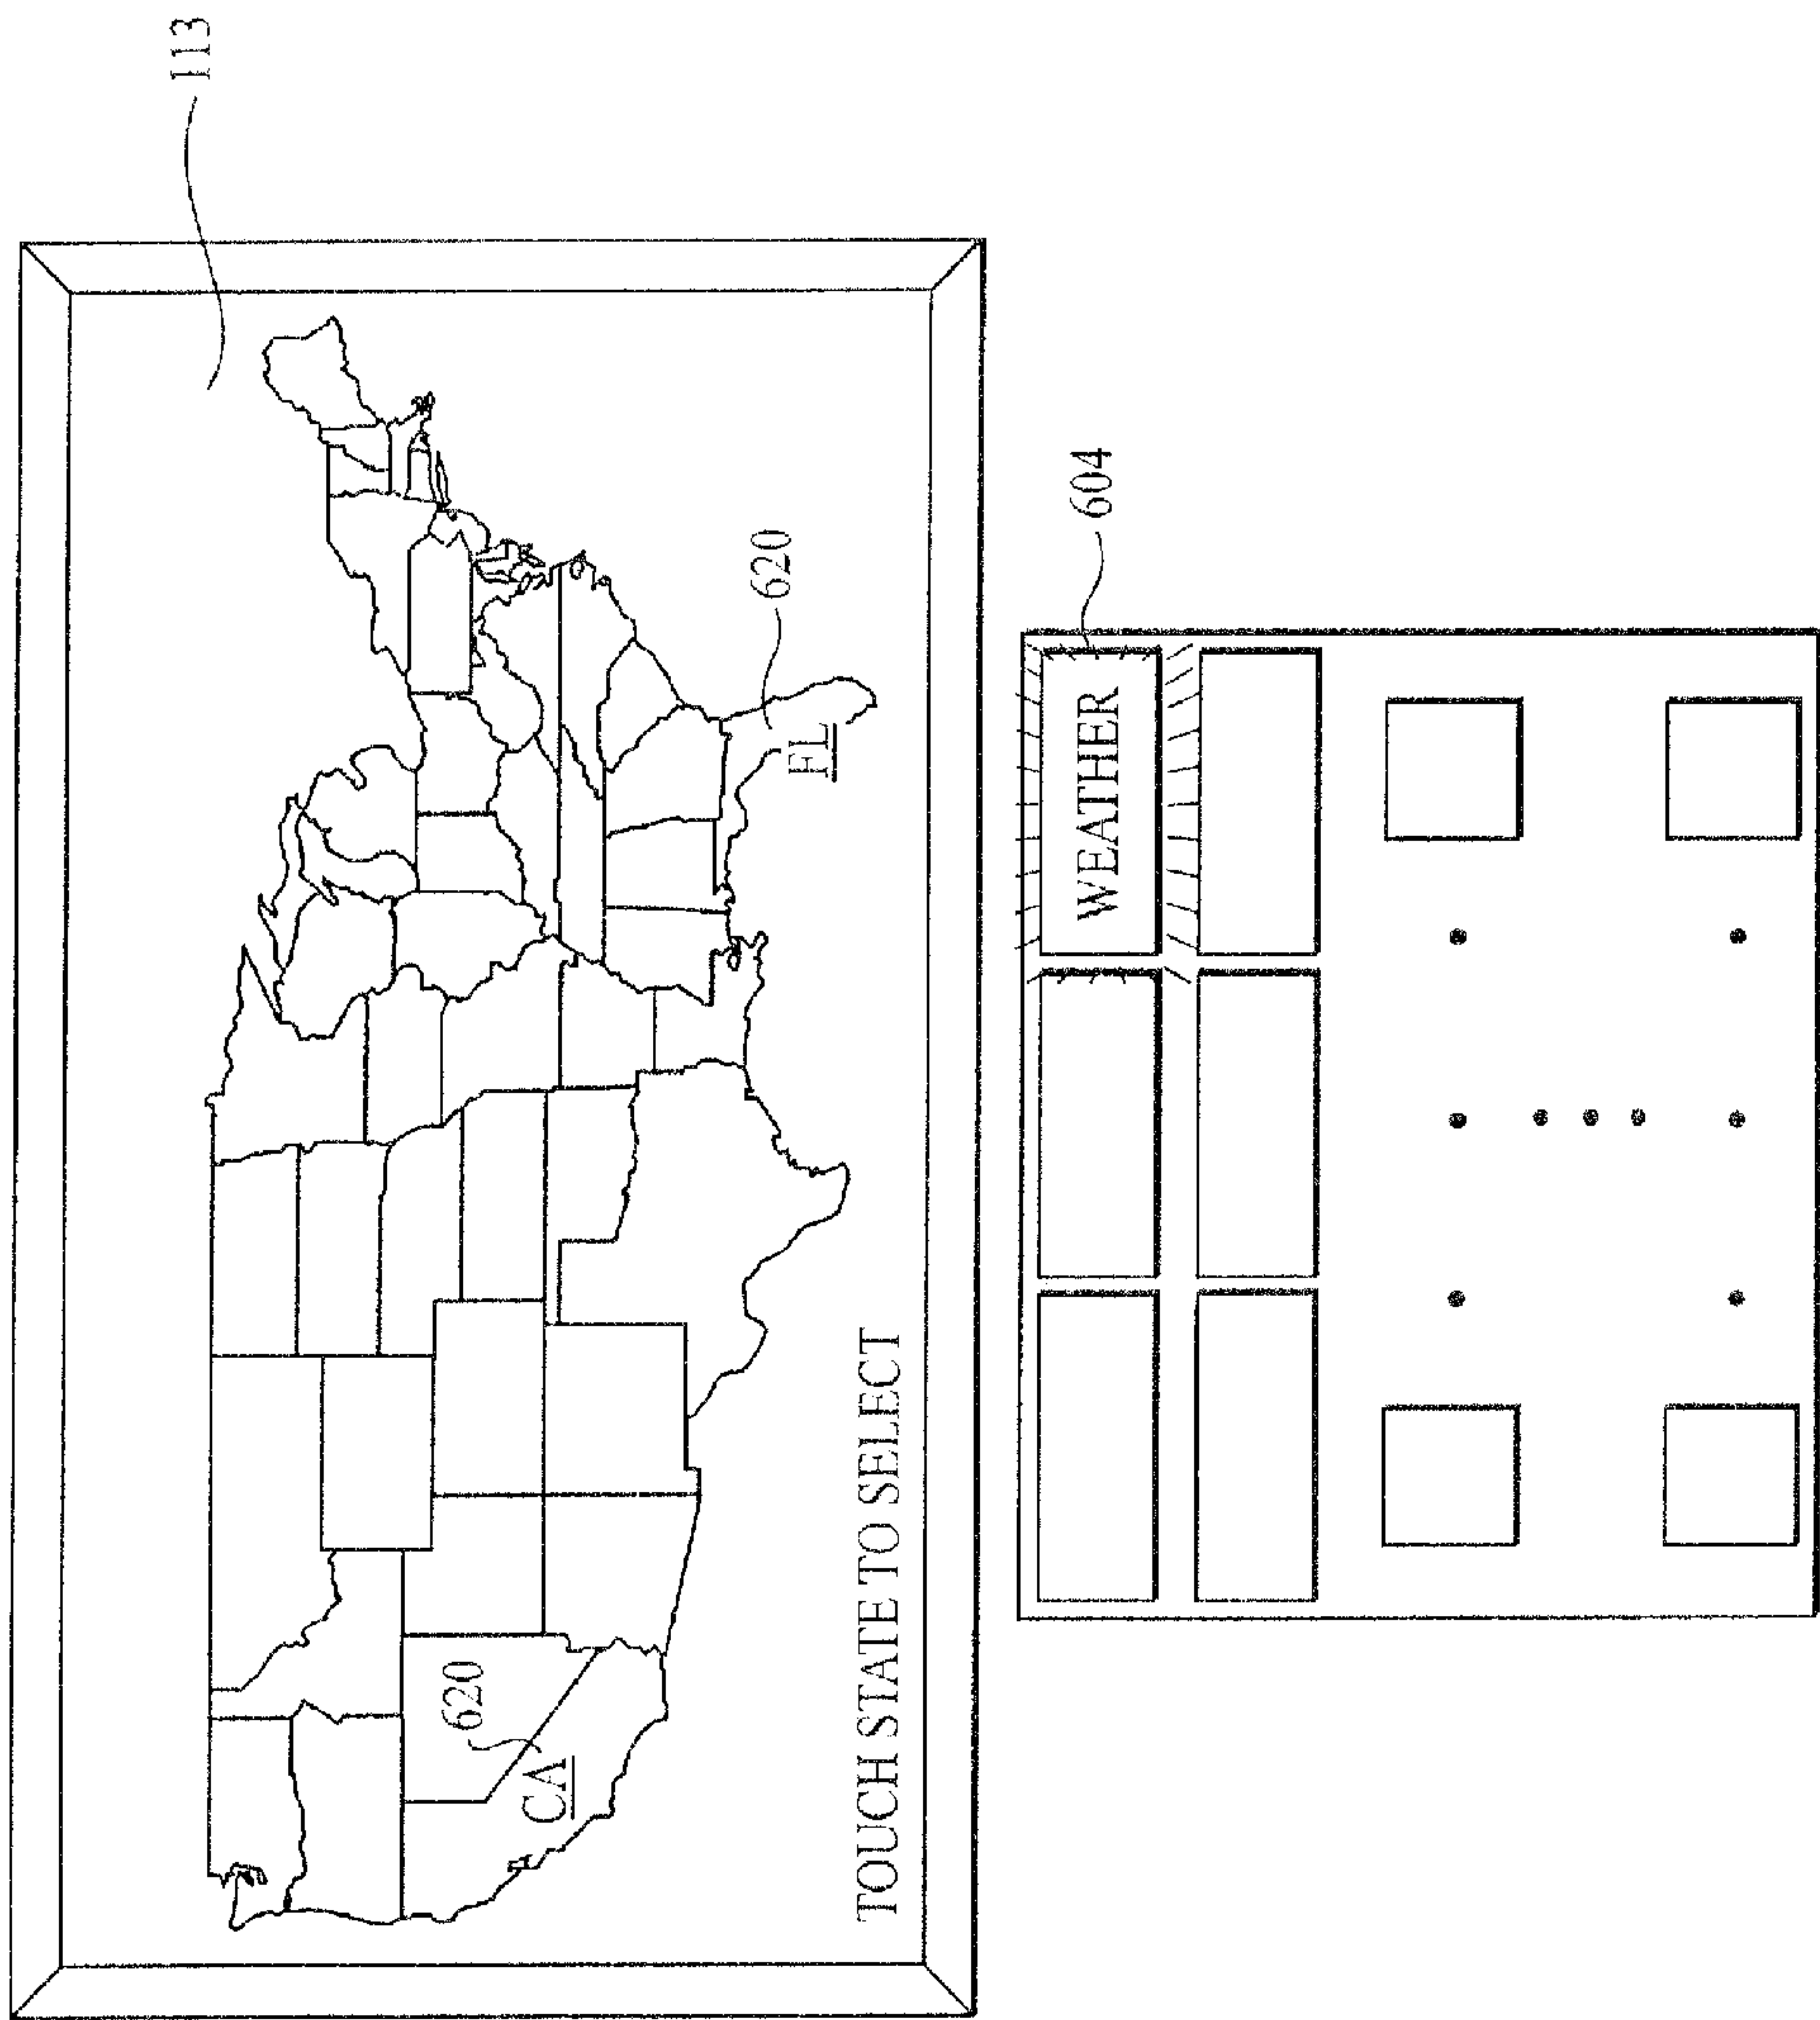 113
620
FL
620
CA
TOUCH STATE TO SELECT
604
WEATHER